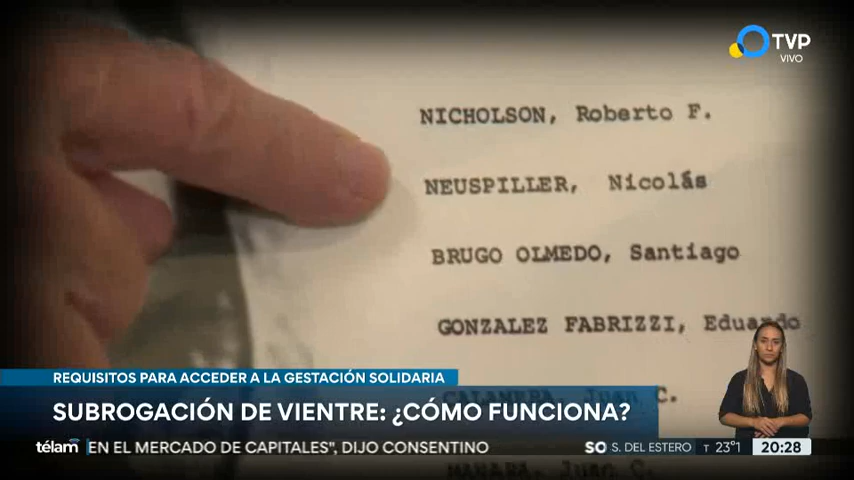 TVP
VIVO
NICHOLSON, Roberto F.
NEUSPILLER, Nicolás
BRUGO OLMEDO, Santiago
GONZALEZ FABRIZZI, Eduardo
REQUISITOS PARA ACCEDER A LA GESTACIÓN SOLIDARIA
Juan C.
SUBROGACIÓN DE VIENTRE: ¿CÓMO FUNCIONA?
télam EN EL MERCADO DE CAPITALES", DIJO CONSENTINO SO S. DEL ESTERO T 23°1 20:28
Juan C.